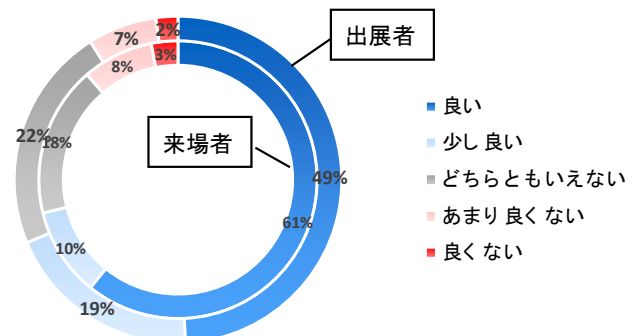 2%
7%
3%
8%
出展者
良い
少し良い
22%
18%
来場者
どちらともいえない
49%
あまり良くない
61%
10%
良くない
19%